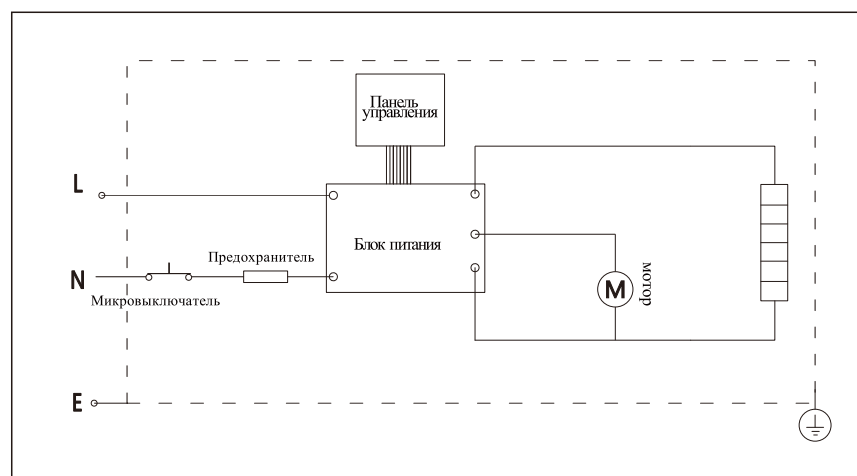 Панель
управления
L
Блок питания
Предохранитель
N
Микровыключатель
М
мотор
E